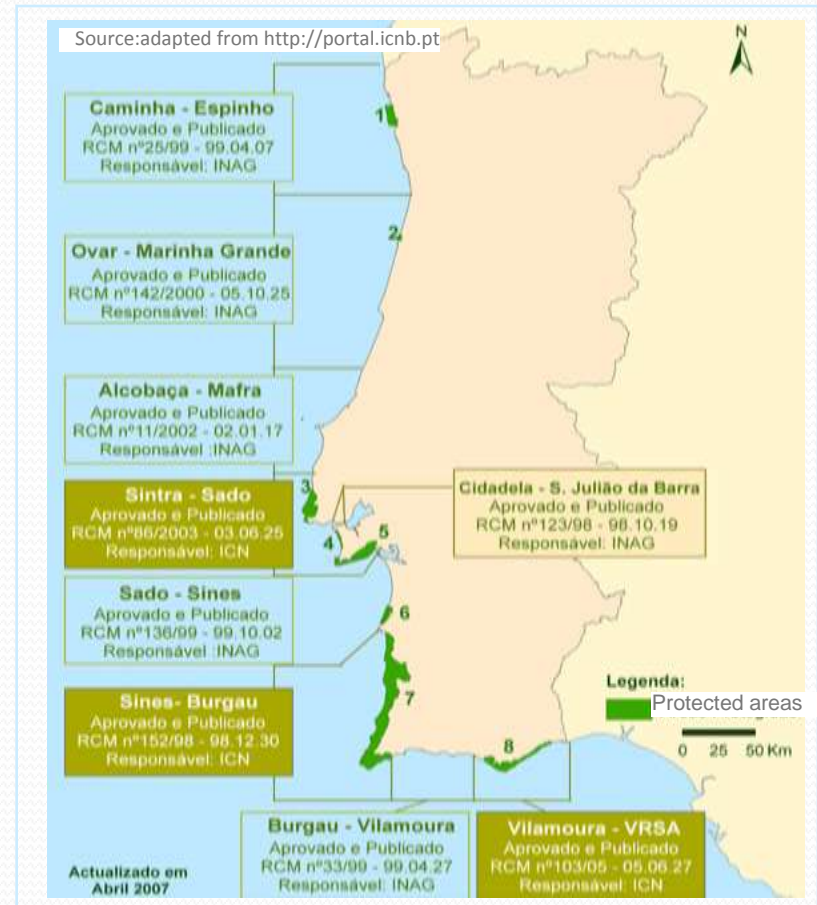 Source:adapted from http://portal.icnb.pt
N
Caminha - Espinho
Aprovado e Publicado
RCM nº25/99 - 99.04.07
Responsável: INAG
1
Ovar - Marinha Grande
Aprovado e Publicado
RCM nº142/2000 - 05.10.25
Responsável: INAG
2
Alcobaça - Mafra
Aprovado e Publicado
RCM nº11/2002 - 02.01.17
Responsável :INAG
Sintra - Sado
Aprovado e Publicado
RCM nº86/2003 - 03.06.25
Responsável: ICN
3
4
5
Cidadela - S. Julião da Barra
Aprovado e Publicado
RCM nº123/98 - 98.10.19
Responsável: INAG
Sado - Sines
Aprovado e Publicado
RCM nº136/99 - 99.10.02
Responsável :INAG
6
Sines- Burgau
Aprovado e Publicado
RCM nº152/98 - 98.12.30
Responsável: ICN
7
8
Legenda:
Protected areas
0 25 50 Km
Burgau - Vilamoura
Aprovado e Publicado
RCM nº33/99 - 99.04.27
Responsável: INAG
Vilamoura - VRSA
Aprovado e Publicado
RCM nº103/05 - 05.06.27
Responsável: ICN
Actualizado em
Abril 2007